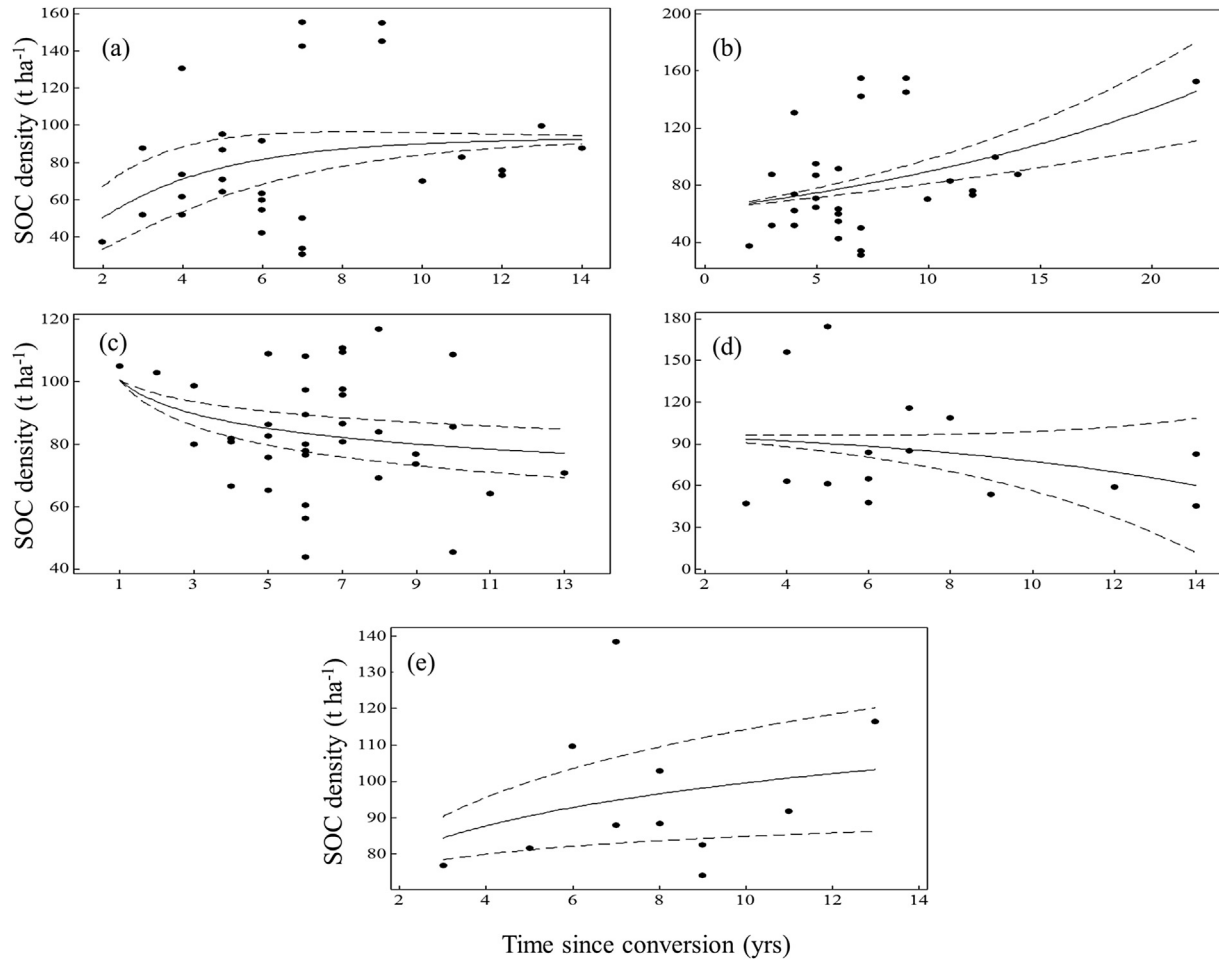 (a)
SOC density (t ha⁻¹)
160
140
120
100
80
60
40
2 4 6 8 10 12 14
(b)
200
160
120
80
40
0 5 10 15 20
(c)
SOC density (t ha⁻¹)
120
100
80
60
40
1 3 5 7 9 11 13
(d)
180
150
120
90
60
30
0
2 4 6 8 10 12 14
(e)
SOC density (t ha⁻¹)
140
130
120
110
100
90
80
2 4 6 8 10 12 14
Time since conversion (yrs)